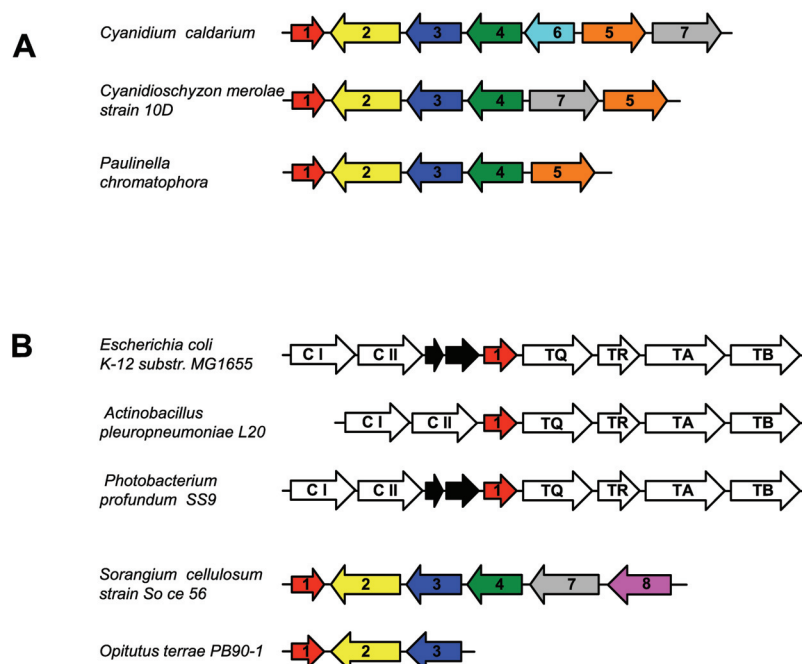 A
Cyanidium caldarium
1 2 3 4 6 5 7
Cyanidioschyzon merolae
strain 10D
1 2 3 4 7 5
Paulinella
chromatophora
1 2 3 4 5
B
Escherichia coli
K-12 substr. MG1655
C I C II 1 TQ TR TA TB
Actinobacillus
pleuropneumoniae L20
C I C II 1 TQ TR TA TB
Photobacterium
profundum SS9
C I C II 1 TQ TR TA TB
Sorangium cellulosum
strain So ce 56
1 2 3 4 7 8
Opitutus terrae PB90-1
1 2 3